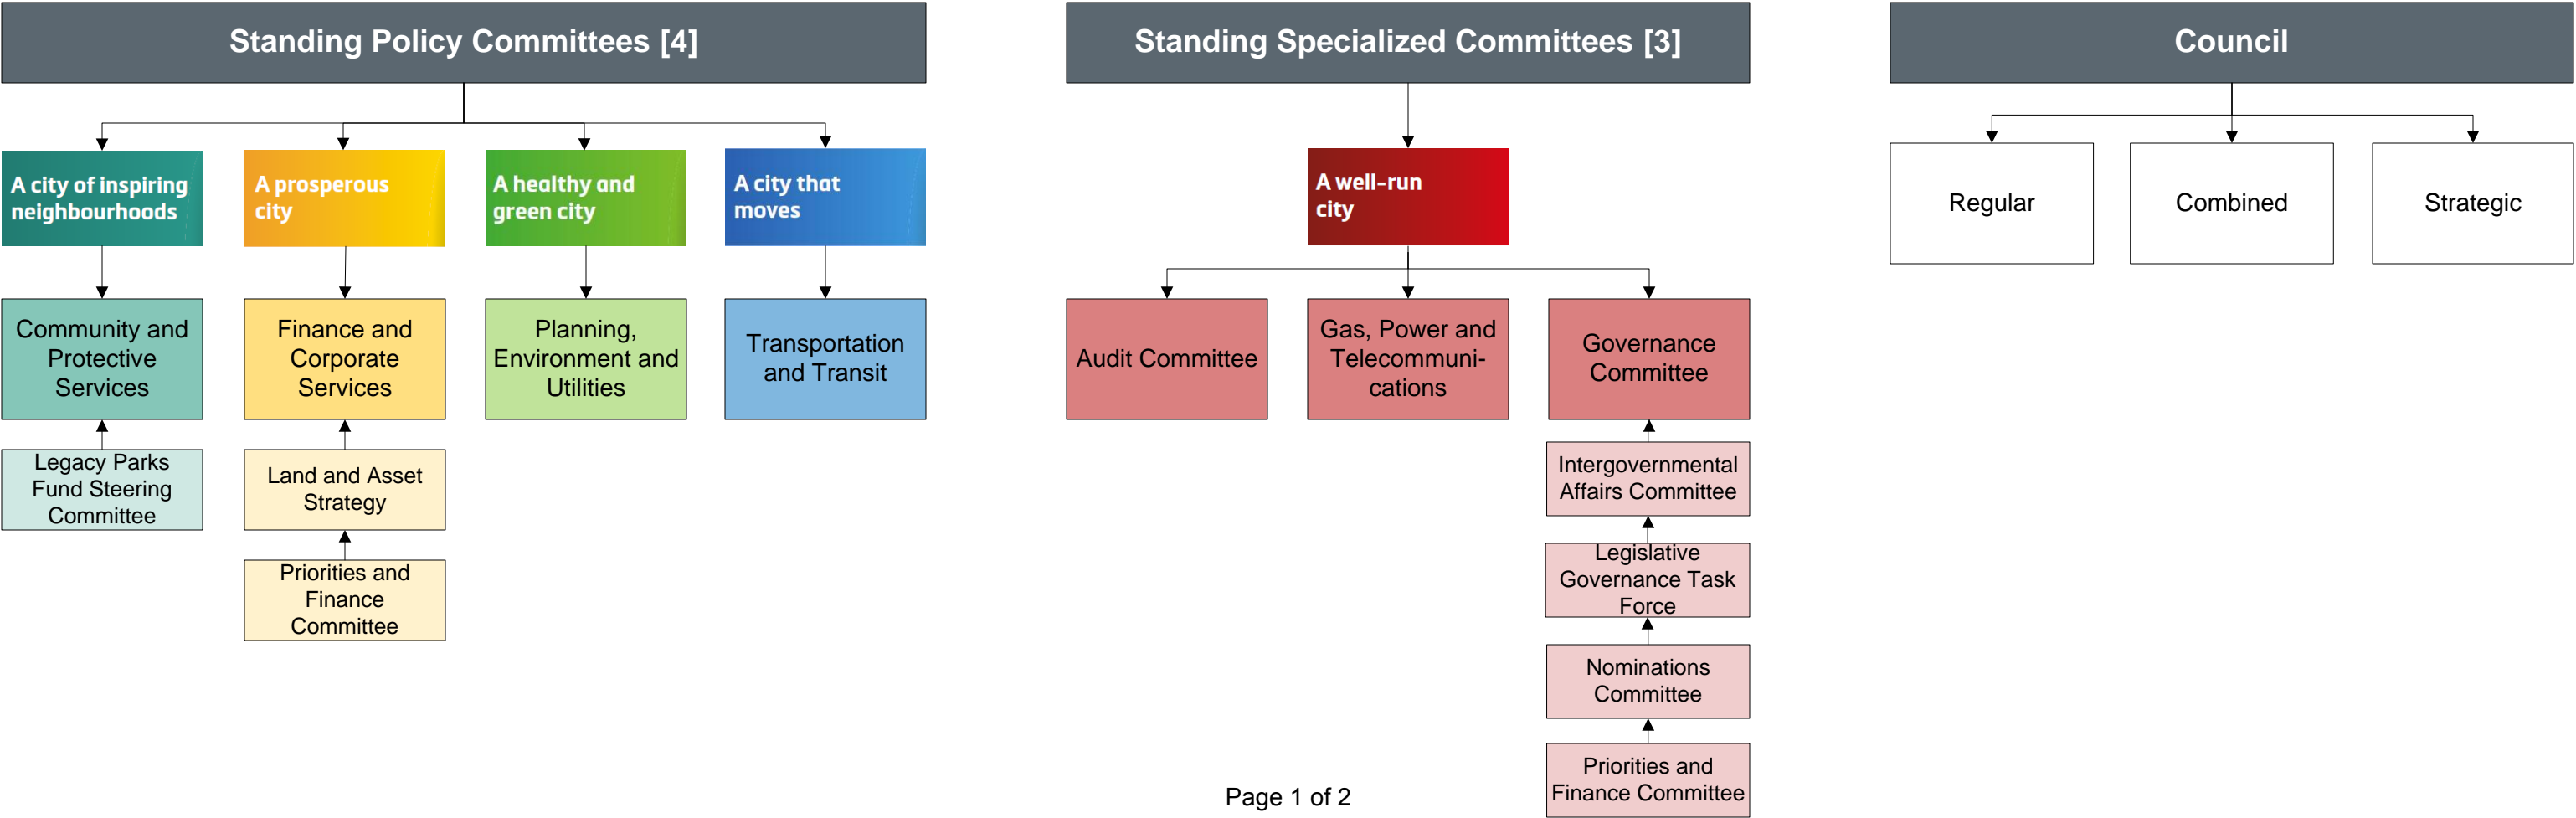 Standing Policy Committees [4]
Standing Specialized Committees [3]
Council
A city of inspiring
neighbourhoods
A prosperous
city
A healthy and
green city
A city that
moves
A well-run
city
Regular
Combined
Strategic
Community and
Protective
Services
Finance and
Corporate
Services
Planning,
Environment and
Utilities
Transportation
and Transit
Audit Committee
Gas, Power and
Telecommuni-
cations
Governance
Committee
Legacy Parks
Fund Steering
Committee
Land and Asset
Strategy
Priorities and
Finance
Committee
Intergovernmental
Affairs Committee
Legislative
Governance Task
Force
Nominations
Committee
Priorities and
Finance Committee
Page 1 of 2